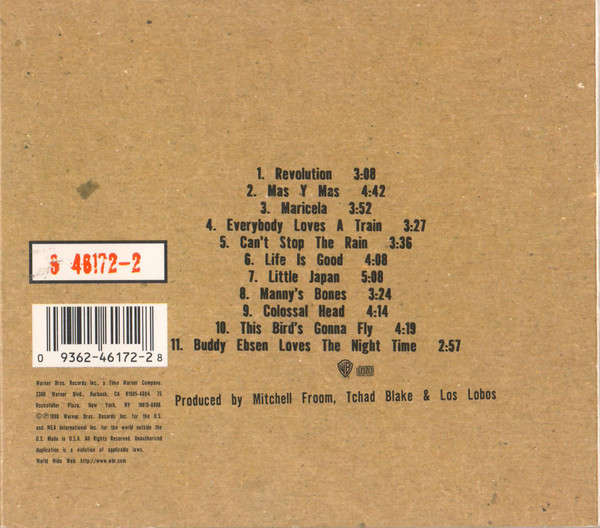 1. Revolution 3:08
2. Mas Y Mas 4:42
3. Maricela 3:52
4. Everybody Loves A Train 3:27
5. Can't Stop The Rain 3:36
6. Life Is Good 4:08
7. Little Japan 5:08
8. Manny's Bones 3:24
9. Colossal Head 4:14
10. This Bird's Gonna Fly 4:19
11. Buddy Ebsen Loves The Night Time 2:57
WB
Produced by Mitchell Froom, Tchad Blake & Los Lobos
9 46172-2
0 9362-46172-2 8
Warner Bros. Records Inc., a Time Warner Company.
3300 Warner Blvd., Burbank, CA 91505-4694. 75
Rockefeller Plaza, New York, NY 10019-6908.
©℗1996 Warner Bros. Records Inc. for the U.S.
and WEA International Inc. for the world outside the
U.S. Made in U.S.A. All Rights Reserved. Unauthorized
duplication is a violation of applicable laws.
World Wide Web http://www.wbr.com